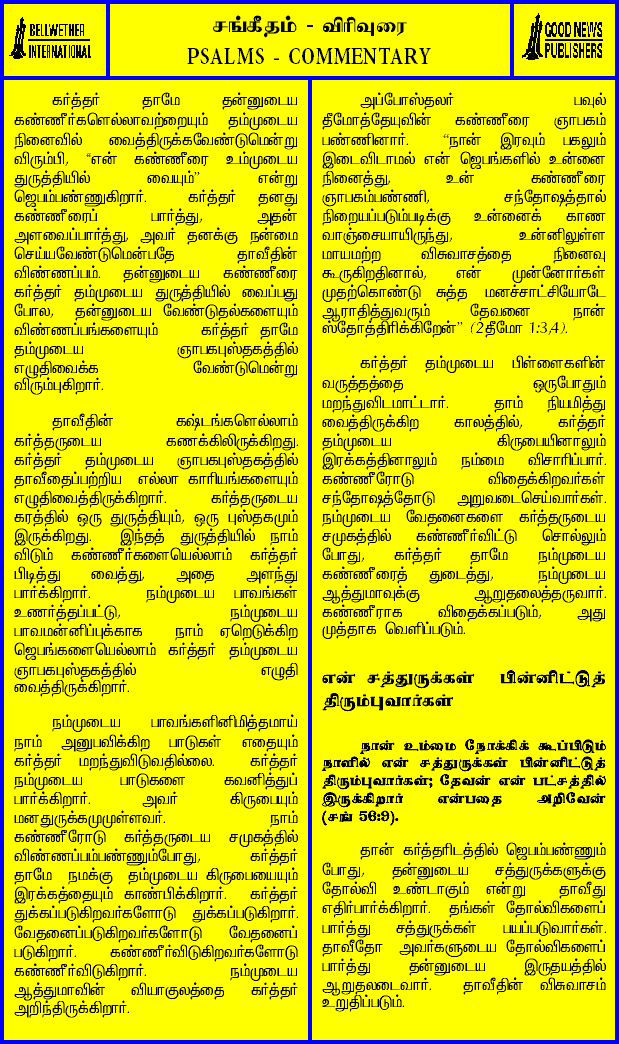 BELLWETHER
INTERNATIONAL
சங்கீதம் - விரிவுரை
PSALMS - COMMENTARY
GOOD NEWS
PUBLISHERS
கர்த்தர் தாமே தன்னுடைய
கண்ணீர்களெல்லாவற்றையும் தம்முடைய
நினைவில் வைத்திருக்கவேண்டுமென்று
விரும்பி, “என் கண்ணீரை உம்முடைய
துருத்தியில் வையும்” என்று
ஜெபம்பண்ணுகிறார். கர்த்தர் தனது
கண்ணீரைப் பார்த்து, அதன்
அளவைப்பார்த்து, அவர் தனக்கு நன்மை
செய்யவேண்டுமென்பதே தாவீதின்
விண்ணப்பம். தன்னுடைய கண்ணீரை
கர்த்தர் தம்முடைய துருத்தியில் வைப்பது
போல, தன்னுடைய வேண்டுதல்களையும்
விண்ணப்பங்களையும் கர்த்தர் தாமே
தம்முடைய ஞாபகபுஸ்தகத்தில்
எழுதிவைக்க வேண்டுமென்று
விரும்புகிறார்.
தாவீதின் கஷ்டங்களெல்லாம்
கர்த்தருடைய கணக்கிலிருக்கிறது.
கர்த்தர் தம்முடைய ஞாபகபுஸ்தகத்தில்
தாவீதைப்பற்றிய எல்லா காரியங்களையும்
எழுதிவைத்திருக்கிறார். கர்த்தருடைய
கரத்தில் ஒரு துருத்தியும், ஒரு புஸ்தகமும்
இருக்கிறது. இந்தத் துருத்தியில் நாம்
விடும் கண்ணீர்களையெல்லாம் கர்த்தர்
பிடித்து வைத்து, அதை அளந்து
பார்க்கிறார். நம்முடைய பாவங்கள்
உணர்த்தப்பட்டு, நம்முடைய
பாவமன்னிப்புக்காக நாம் ஏறெடுக்கிற
ஜெபங்களையெல்லாம் கர்த்தர் தம்முடைய
ஞாபகபுஸ்தகத்தில் எழுதி
வைத்திருக்கிறார்.
நம்முடைய பாவங்களினிமித்தமாய்
நாம் அனுபவிக்கிற பாடுகள் எதையும்
கர்த்தர் மறந்துவிடுவதில்லை. கர்த்தர்
நம்முடைய பாடுகளை கவனித்துப்
பார்க்கிறார். அவர் கிருபையும்
மனதுருக்கமுமுள்ளவர். நாம்
கண்ணீரோடு கர்த்தருடைய சமுகத்தில்
விண்ணப்பம்பண்ணும்போது, கர்த்தர்
தாமே நமக்கு தம்முடைய கிருபையையும்
இரக்கத்தையும் காண்பிக்கிறார். கர்த்தர்
துக்கப்படுகிறவர்களோடு துக்கப்படுகிறார்.
வேதனைப்படுகிறவர்களோடு வேதனைப்
படுகிறார். கண்ணீர்விடுகிறவர்களோடு
கண்ணீர்விடுகிறார். நம்முடைய
ஆத்துமாவின் வியாகுலத்தை கர்த்தர்
அறிந்திருக்கிறார்.
அப்போஸ்தலர் பவுல்
தீமோத்தேயுவின் கண்ணீரை ஞாபகம்
பண்ணினார். “நான் இரவும் பகலும்
இடைவிடாமல் என் ஜெபங்களில் உன்னை
நினைத்து, உன் கண்ணீரை
ஞாபகம்பண்ணி, சந்தோஷத்தால்
நிறையப்படும்படிக்கு உன்னைக் காண
வாஞ்சையாயிருந்து, உன்னிலுள்ள
மாயமற்ற விசுவாசத்தை நினைவு
கூருகிறதினால், என் முன்னோர்கள்
முதற்கொண்டு சுத்த மனச்சாட்சியோடே
ஆராதித்துவரும் தேவனை நான்
ஸ்தோத்திரிக்கிறேன்” (2தீமோ 1:3,4).
கர்த்தர் தம்முடைய பிள்ளைகளின்
வருத்தத்தை ஒருபோதும்
மறந்துவிடமாட்டார். தாம் நியமித்து
வைத்திருக்கிற காலத்தில், கர்த்தர்
தம்முடைய கிருபையினாலும்
இரக்கத்தினாலும் நம்மை விசாரிப்பார்.
கண்ணீரோடு விதைக்கிறவர்கள்
சந்தோஷத்தோடு அறுவடைசெய்வார்கள்.
நம்முடைய வேதனைகளை கர்த்தருடைய
சமுகத்தில் கண்ணீர்விட்டு சொல்லும்
போது, கர்த்தர் தாமே நம்முடைய
கண்ணீரைத் துடைத்து, நம்முடைய
ஆத்துமாவுக்கு ஆறுதலைத்தருவார்.
கண்ணீராக விதைக்கப்படும், அது
முத்தாக வெளிப்படும்.
என் சத்துருக்கள் பின்னிட்டுத்
திரும்புவார்கள்
நான் உம்மை நோக்கிக் கூப்பிடும்
நாளில் என் சத்துருக்கள் பின்னிட்டுத்
திரும்புவார்கள்; தேவன் என் பட்சத்தில்
இருக்கிறார் என்பதை அறிவேன்
(சங் 56:9).
தான் கர்த்தரிடத்தில் ஜெபம்பண்ணும்
போது, தன்னுடைய சத்துருக்களுக்கு
தோல்வி உண்டாகும் என்று தாவீது
எதிர்பார்க்கிறார். தங்கள் தோல்விகளைப்
பார்த்து சத்துருக்கள் பயப்படுவார்கள்.
தாவீதோ அவர்களுடைய தோல்விகளைப்
பார்த்து தன்னுடைய இருதயத்தில்
ஆறுதலடைவார். தாவீதின் விசுவாசம்
உறுதிப்படும்.